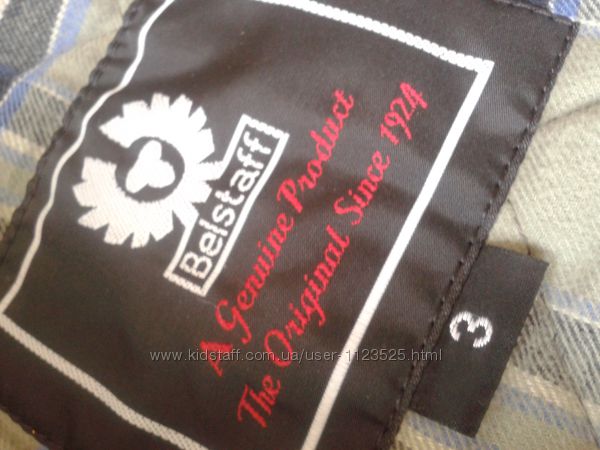 Belstaff
A Genuine Product
The Original Since 1924
3
www.kidstaff.com.ua/user-1123525.html